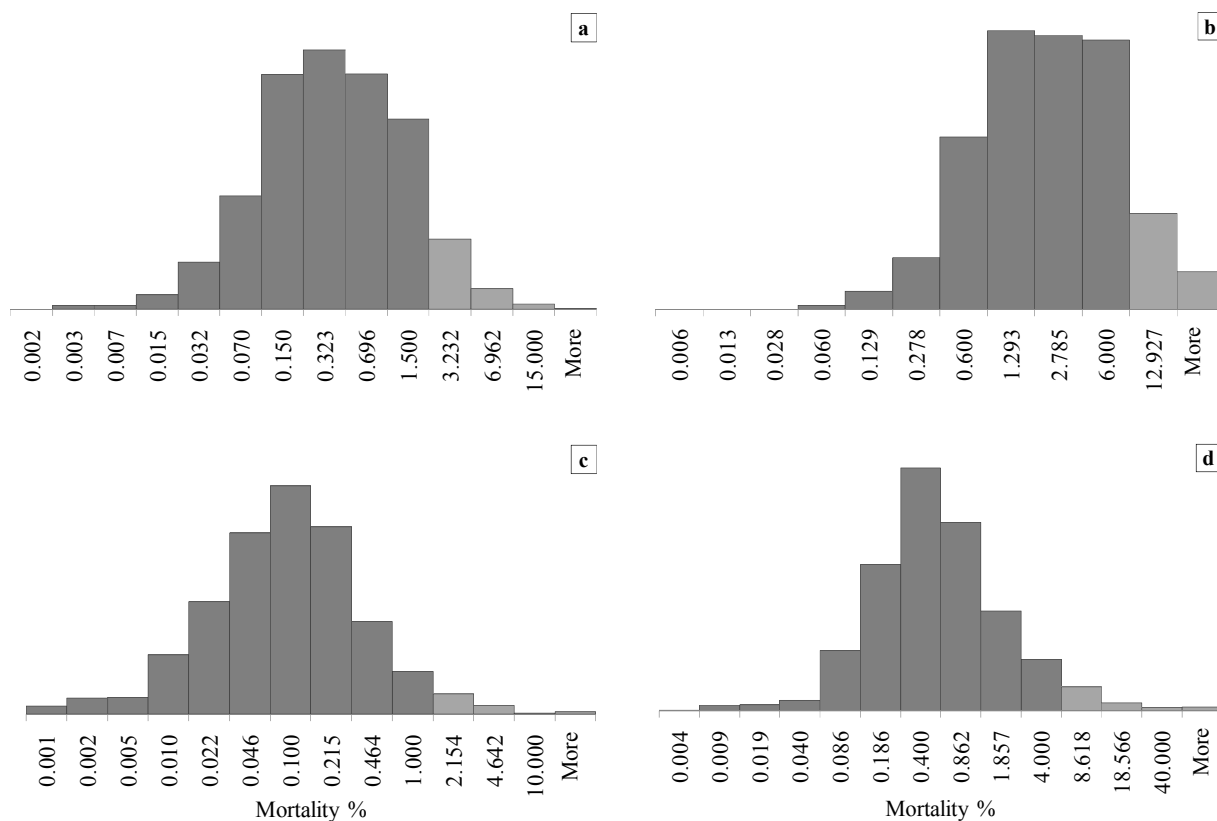 a
0.002 0.003 0.007 0.015 0.032 0.070 0.150 0.323 0.696 1.500 3.232 6.962 15.000 More
b
0.006 0.013 0.028 0.060 0.129 0.278 0.600 1.293 2.785 6.000 12.927 More
c
0.001 0.002 0.005 0.010 0.022 0.046 0.100 0.215 0.464 1.000 2.154 4.642 10.000 More
Mortality %
d
0.004 0.009 0.019 0.040 0.086 0.186 0.400 0.862 1.857 4.000 8.618 18.566 40.000 More
Mortality %